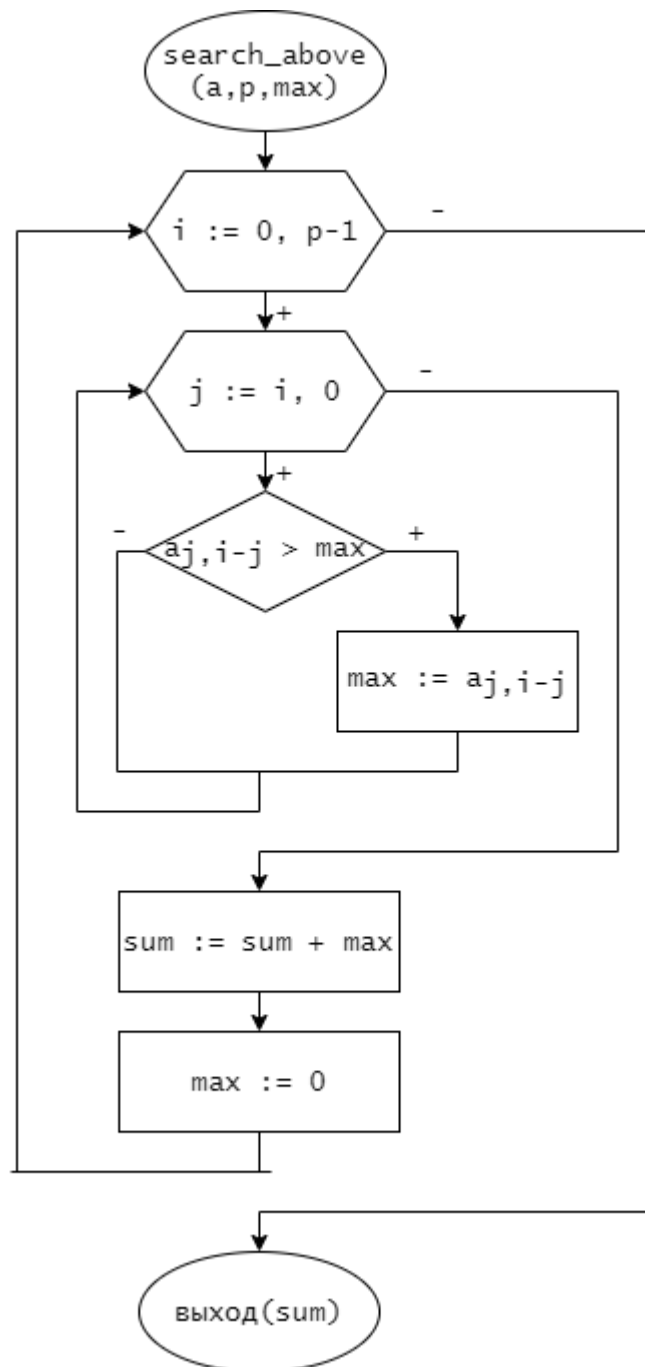 search_above
(a,p,max)
-
i := 0, p-1
+
-
j := i, 0
+
-
+
aj,i-j > max
max := aj,i-j
sum := sum + max
max := 0
выход(sum)